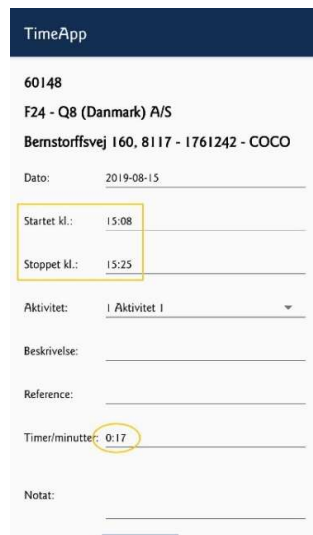 TimeApp
60148
F24 - Q8 (Danmark) A/S
Bernstorffsvej 160, 8117 - 1761242 - COCO
Dato: 2019-08-15
Startet kl.: 15:08
Stoppet kl.: 15:25
Aktivitet: 1 Aktivitet 1
Beskrivelse:
Reference:
Timer/minutter: 0:17
Notat: